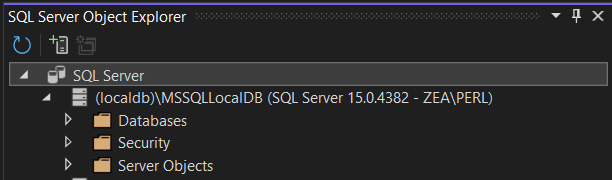 SQL Server Object Explorer
SQL Server
(localdb)\MSSQLLocalDB (SQL Server 15.0.4382 - ZEA\PERL)
Databases
Security
Server Objects